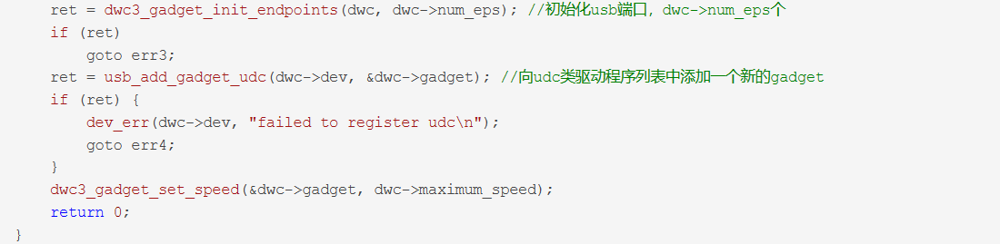 ret = dwc3_gadget_init_endpoints(dwc, dwc->num_eps); //初始化usb端口，dwc->num_eps个
if (ret)
goto err3;
ret = usb_add_gadget_udc(dwc->dev, &dwc->gadget); //向udc类驱动程序列表中添加一个新的gadget
if (ret) {
dev_err(dwc->dev, "failed to register udc\n");
goto err4;
}
dwc3_gadget_set_speed(&dwc->gadget, dwc->maximum_speed);
return 0;
}